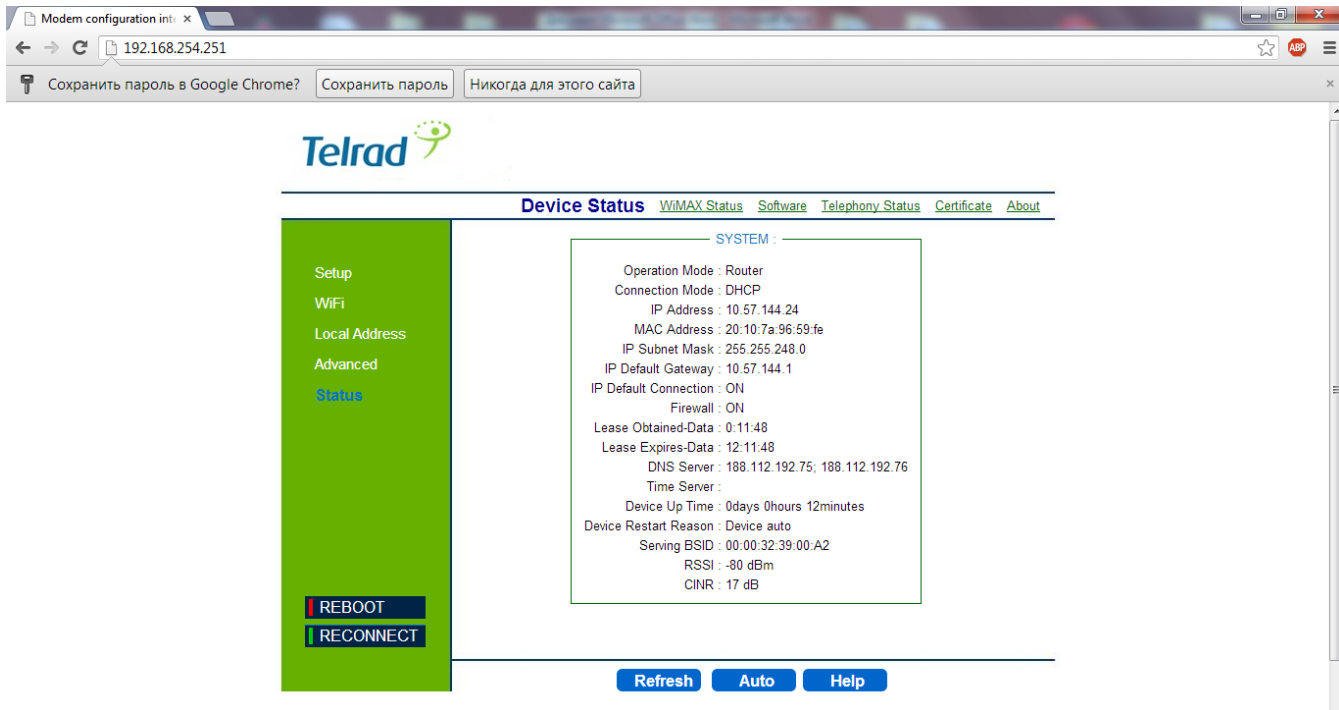 Modem configuration inte
192.168.254.251
ABP
Сохранить пароль в Google Chrome? Сохранить пароль Никогда для этого сайта
Telrad
Device Status WiMAX Status Software Telephony Status Certificate About
Setup
WiFi
Local Address
Advanced
Status
REBOOT
RECONNECT
SYSTEM :
Operation Mode : Router
Connection Mode : DHCP
IP Address : 10.57.144.24
MAC Address : 20:10:7a:96:59:fe
IP Subnet Mask : 255.255.248.0
IP Default Gateway : 10.57.144.1
IP Default Connection : ON
Firewall : ON
Lease Obtained-Data : 0:11:48
Lease Expires-Data : 12:11:48
DNS Server : 188.112.192.75; 188.112.192.76
Time Server :
Device Up Time : 0days 0hours 12minutes
Device Restart Reason : Device auto
Serving BSID : 00:00:32:39:00:A2
RSSI : -80 dBm
CINR : 17 dB
Refresh Auto Help